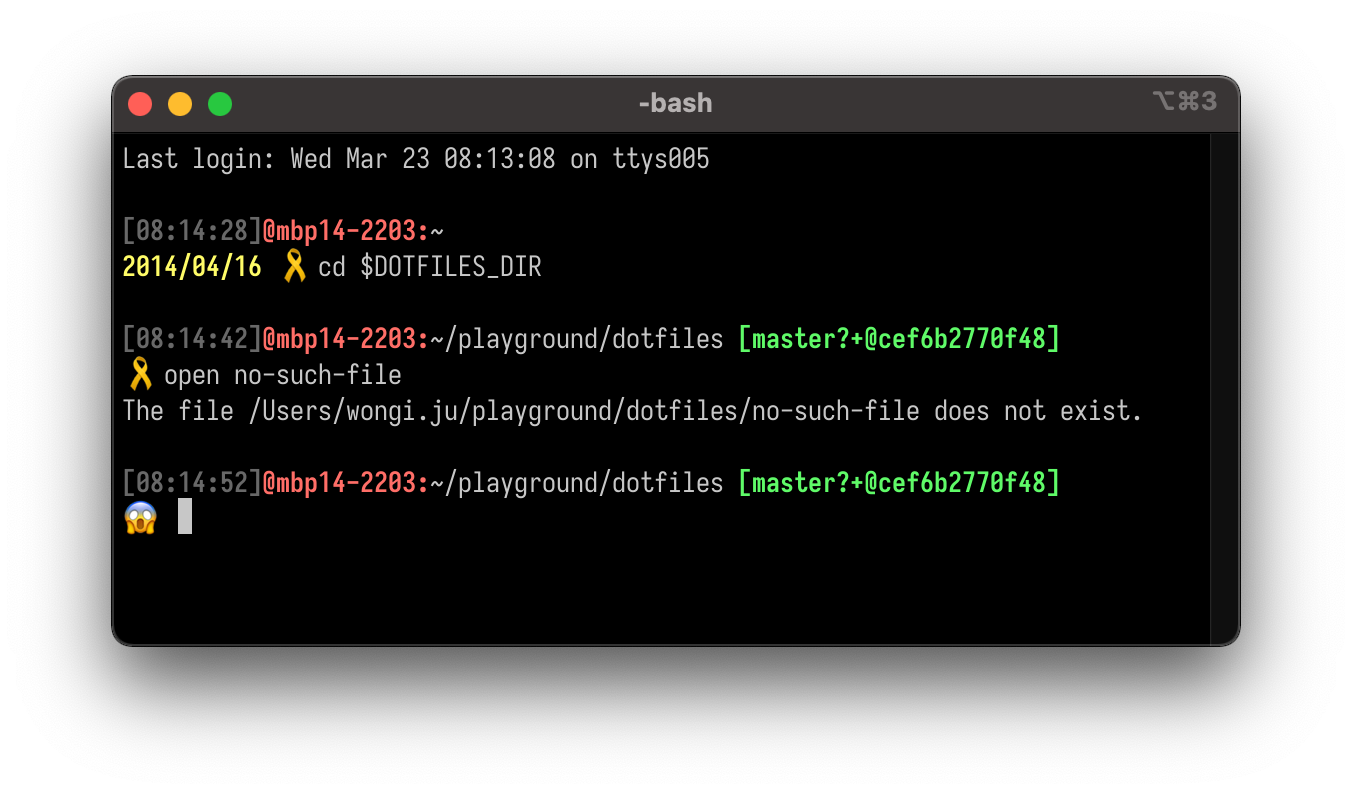 -bash ⌥⌘3
Last login: Wed Mar 23 08:13:08 on ttys005
[08:14:28]@mbp14-2203:~
2014/04/16 🎗 cd $DOTFILES_DIR
[08:14:42]@mbp14-2203:~/playground/dotfiles [master?+@cef6b2770f48]
🎗 open no-such-file
The file /Users/wongi.ju/playground/dotfiles/no-such-file does not exist.
[08:14:52]@mbp14-2203:~/playground/dotfiles [master?+@cef6b2770f48]
😱